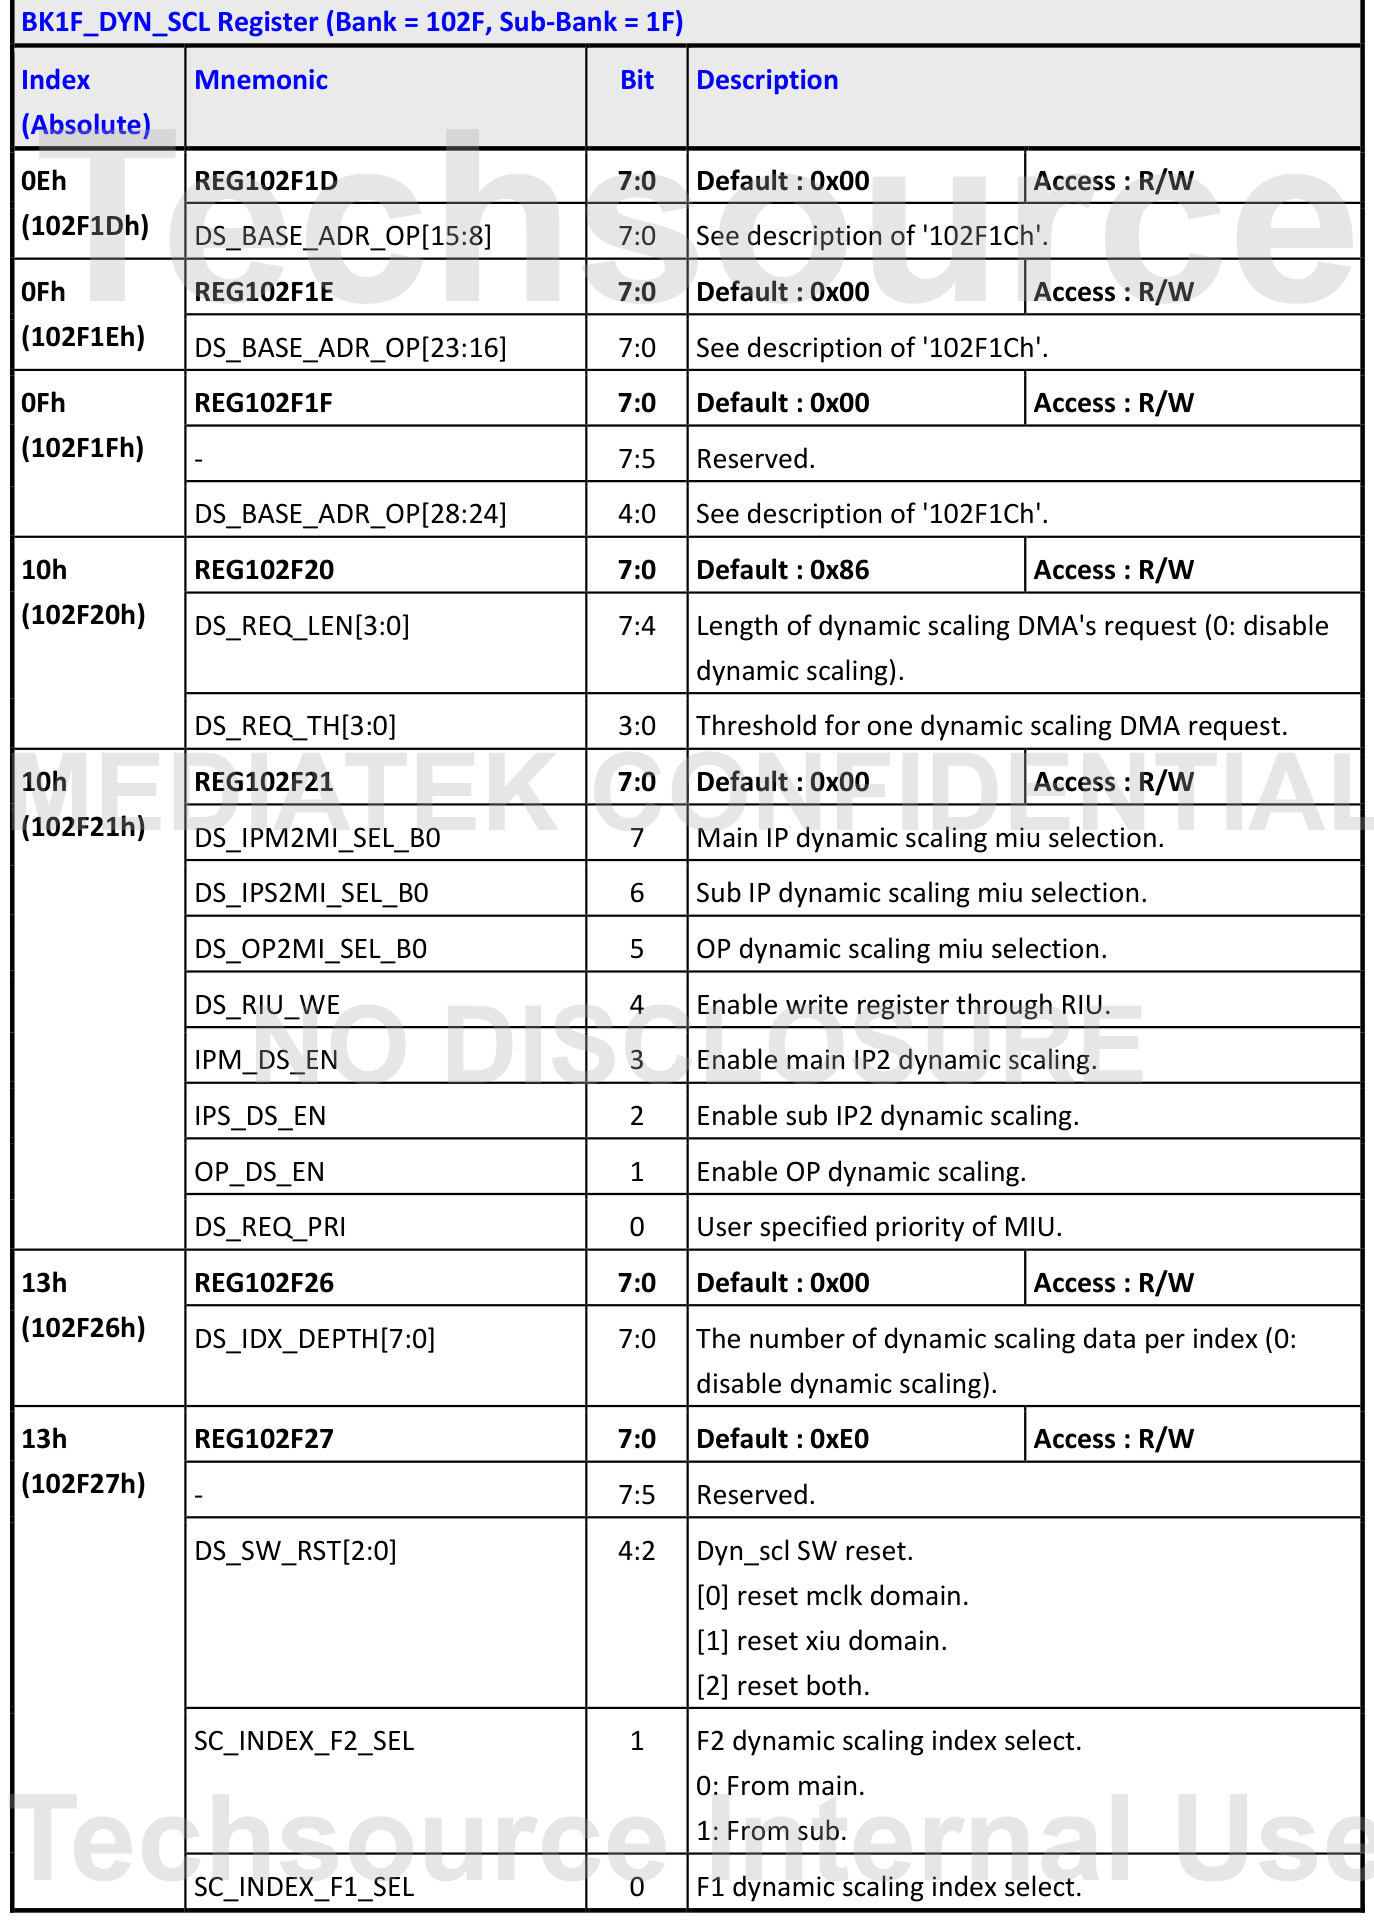 BK1F_DYN_SCL Register (Bank = 102F, Sub-Bank = 1F)
Index (Absolute) Mnemonic Bit Description
0Eh (102F1Dh) REG102F1D 7:0 Default : 0x00 Access : R/W
DS_BASE_ADR_OP[15:8] 7:0 See description of '102F1Ch'.
0Fh (102F1Eh) REG102F1E 7:0 Default : 0x00 Access : R/W
DS_BASE_ADR_OP[23:16] 7:0 See description of '102F1Ch'.
0Fh (102F1Fh) REG102F1F 7:0 Default : 0x00 Access : R/W
- 7:5 Reserved.
DS_BASE_ADR_OP[28:24] 4:0 See description of '102F1Ch'.
10h (102F20h) REG102F20 7:0 Default : 0x86 Access : R/W
DS_REQ_LEN[3:0] 7:4 Length of dynamic scaling DMA's request (0: disable
dynamic scaling).
DS_REQ_TH[3:0] 3:0 Threshold for one dynamic scaling DMA request.
10h (102F21h) REG102F21 7:0 Default : 0x00 Access : R/W
DS_IPM2MI_SEL_B0 7 Main IP dynamic scaling miu selection.
DS_IPS2MI_SEL_B0 6 Sub IP dynamic scaling miu selection.
DS_OP2MI_SEL_B0 5 OP dynamic scaling miu selection.
DS_RIU_WE 4 Enable write register through RIU.
IPM_DS_EN 3 Enable main IP2 dynamic scaling.
IPS_DS_EN 2 Enable sub IP2 dynamic scaling.
OP_DS_EN 1 Enable OP dynamic scaling.
DS_REQ_PRI 0 User specified priority of MIU.
13h (102F26h) REG102F26 7:0 Default : 0x00 Access : R/W
DS_IDX_DEPTH[7:0] 7:0 The number of dynamic scaling data per index (0:
disable dynamic scaling).
13h (102F27h) REG102F27 7:0 Default : 0xE0 Access : R/W
- 7:5 Reserved.
DS_SW_RST[2:0] 4:2 Dyn_scl SW reset.
[0] reset mclk domain.
[1] reset xiu domain.
[2] reset both.
SC_INDEX_F2_SEL 1 F2 dynamic scaling index select.
0: From main.
1: From sub.
SC_INDEX_F1_SEL 0 F1 dynamic scaling index select.
Techsource
MEDIATEK CONFIDENTIAL
NO DISCLOSURE
Techsource Internal Use